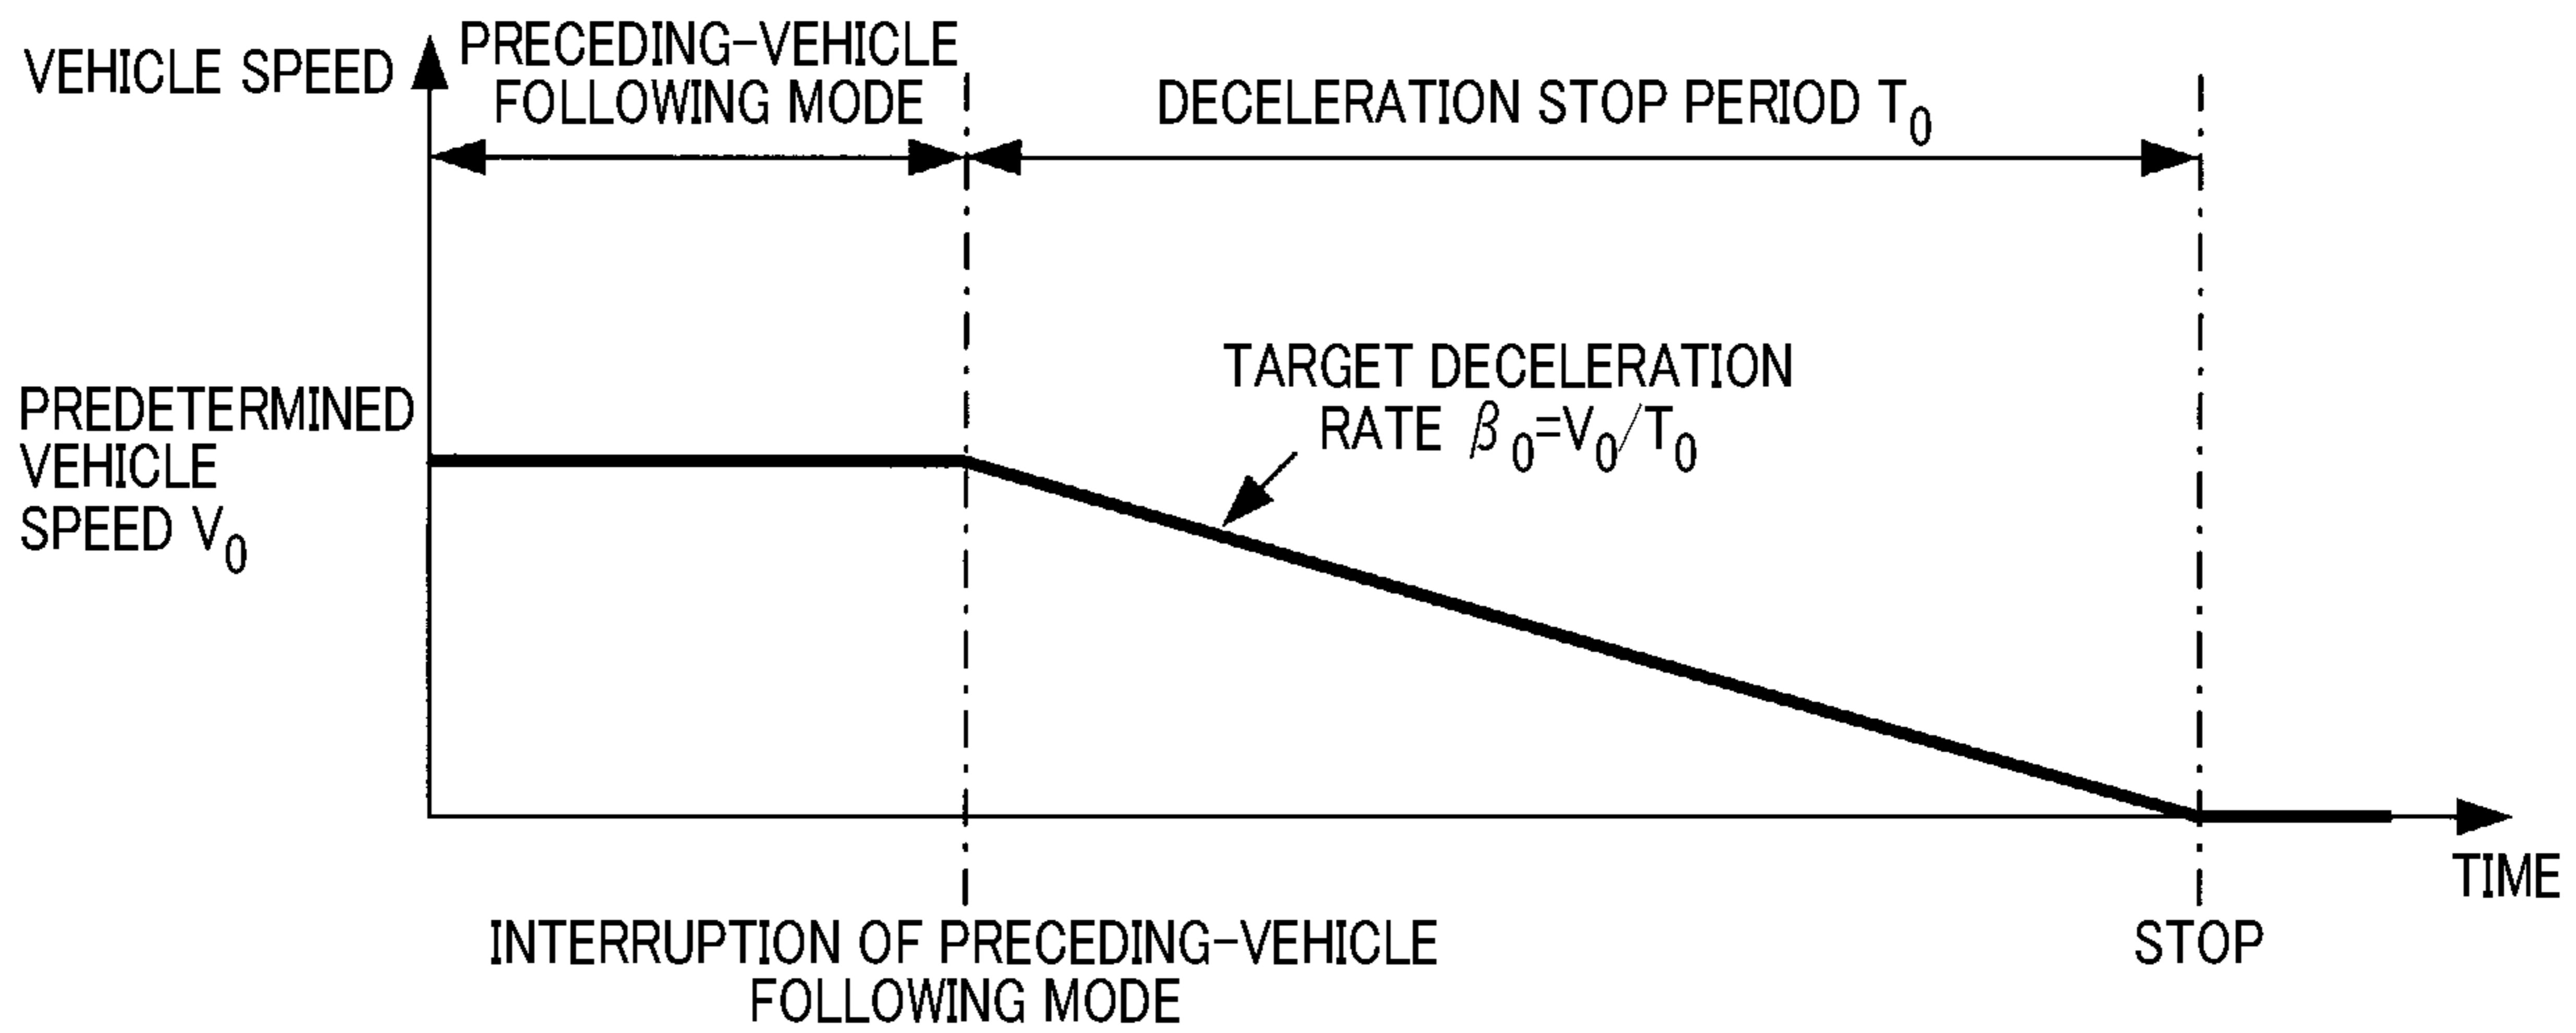 VEHICLE SPEED
PRECEDING-VEHICLE
FOLLOWING MODE
DECELERATION STOP PERIOD T₀
TARGET DECELERATION
RATE β₀=V₀/T₀
PREDETERMINED
VEHICLE
SPEED V₀
TIME
INTERRUPTION OF PRECEDING-VEHICLE
FOLLOWING MODE
STOP